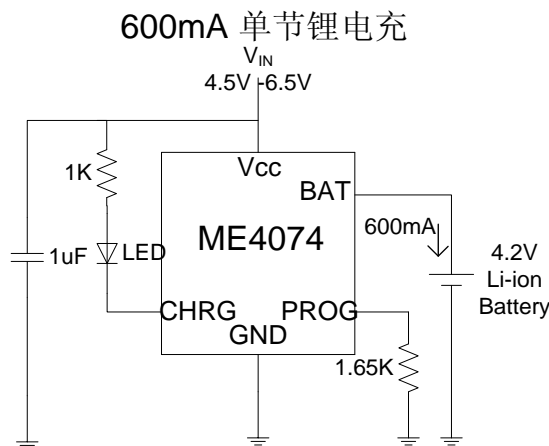 600mA 单节锂电充
VIN
4.5V -6.5V
1K
Vcc
BAT
ME4074
600mA
1uF
LED
4.2V
Li-ion
Battery
CHRG
PROG
GND
1.65K